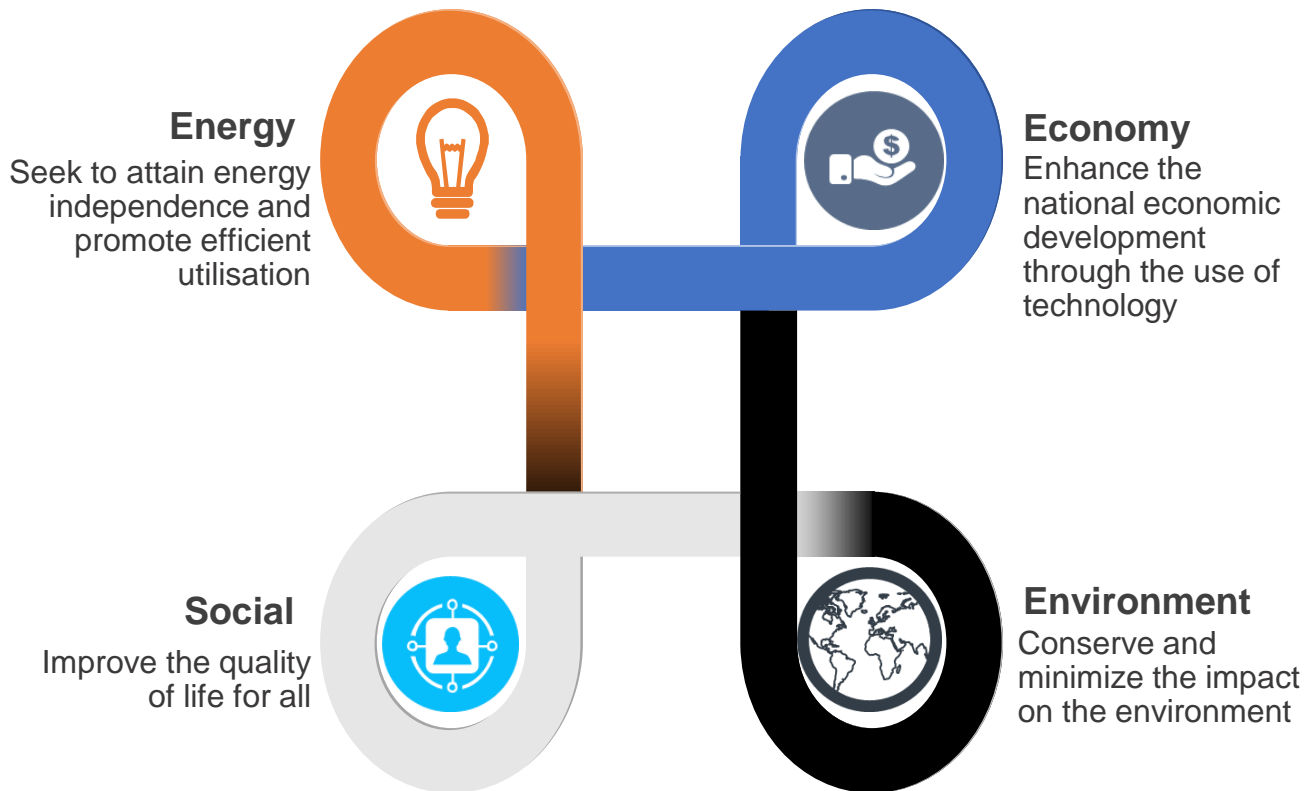 Energy
Seek to attain energy
independence and
promote efficient
utilisation
$
Economy
Enhance the
national economic
development
through the use of
technology
Social
Improve the quality
of life for all
Environment
Conserve and
minimize the impact
on the environment